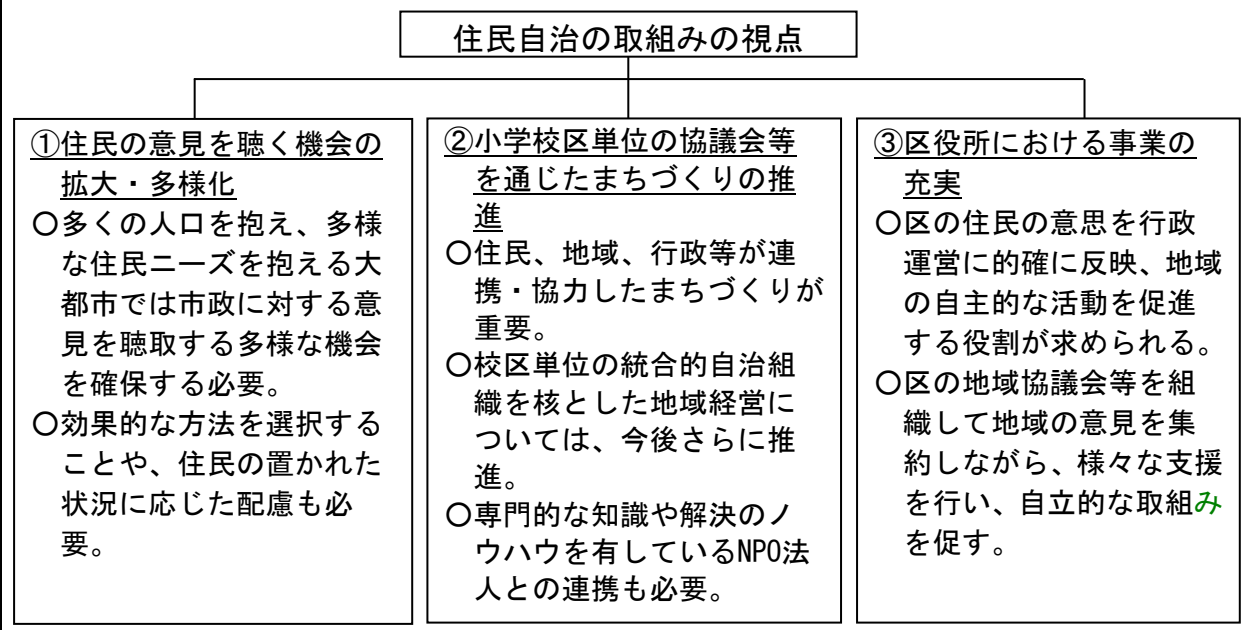 住民自治の取組みの視点
①住民の意見を聴く機会の
拡大・多様化
〇多くの人口を抱え、多様
な住民ニーズを抱える大
都市では市政に対する意
見を聴取する多様な機会
を確保する必要。
〇効果的な方法を選択する
ことや、住民の置かれた
状況に応じた配慮も必
要。
②小学校区単位の協議会等
を通じたまちづくりの推
進
〇住民、地域、行政等が連
携・協力したまちづくりが
重要。
〇校区単位の統合的自治組
織を核とした地域経営に
ついては、今後さらに推
進。
〇専門的な知識や解決のノ
ウハウを有しているNPO法
人との連携も必要。
③区役所における事業の
充実
〇区の住民の意思を行政
運営に的確に反映、地域
の自主的な活動を促進
する役割が求められる。
〇区の地域協議会等を組
織して地域の意見を集
約しながら、様々な支援
を行い、自立的な取組み
を促す。